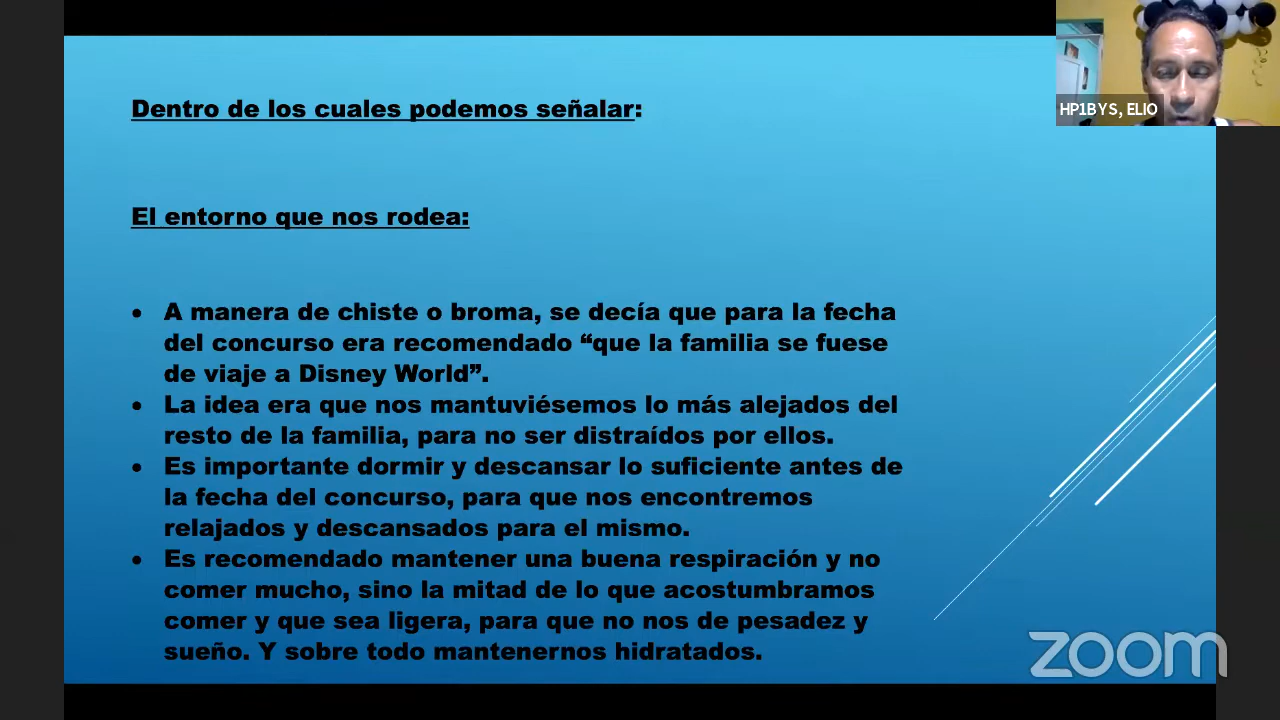 Dentro de los cuales podemos señalar:
HP1BYS, ELIO
El entorno que nos rodea:
• A manera de chiste o broma, se decía que para la fecha
del concurso era recomendado “que la familia se fuese
de viaje a Disney World”.
• La idea era que nos mantuviésemos lo más alejados del
resto de la familia, para no ser distraídos por ellos.
• Es importante dormir y descansar lo suficiente antes de
la fecha del concurso, para que nos encontremos
relajados y descansados para el mismo.
• Es recomendado mantener una buena respiración y no
comer mucho, sino la mitad de lo que acostumbramos
comer y que sea ligera, para que no nos de pesadez y
sueño. Y sobre todo mantenernos hidratados.
zoom